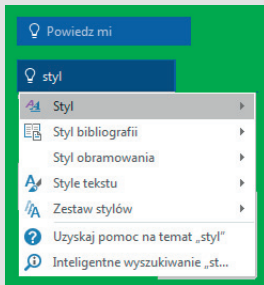 Powiedz mi
styl
Styl
Styl bibliografii
Styl obramowania
Style tekstu
Zestaw stylów
Uzyskaj pomoc na temat „styl”
Inteligentne wyszukiwanie „st...